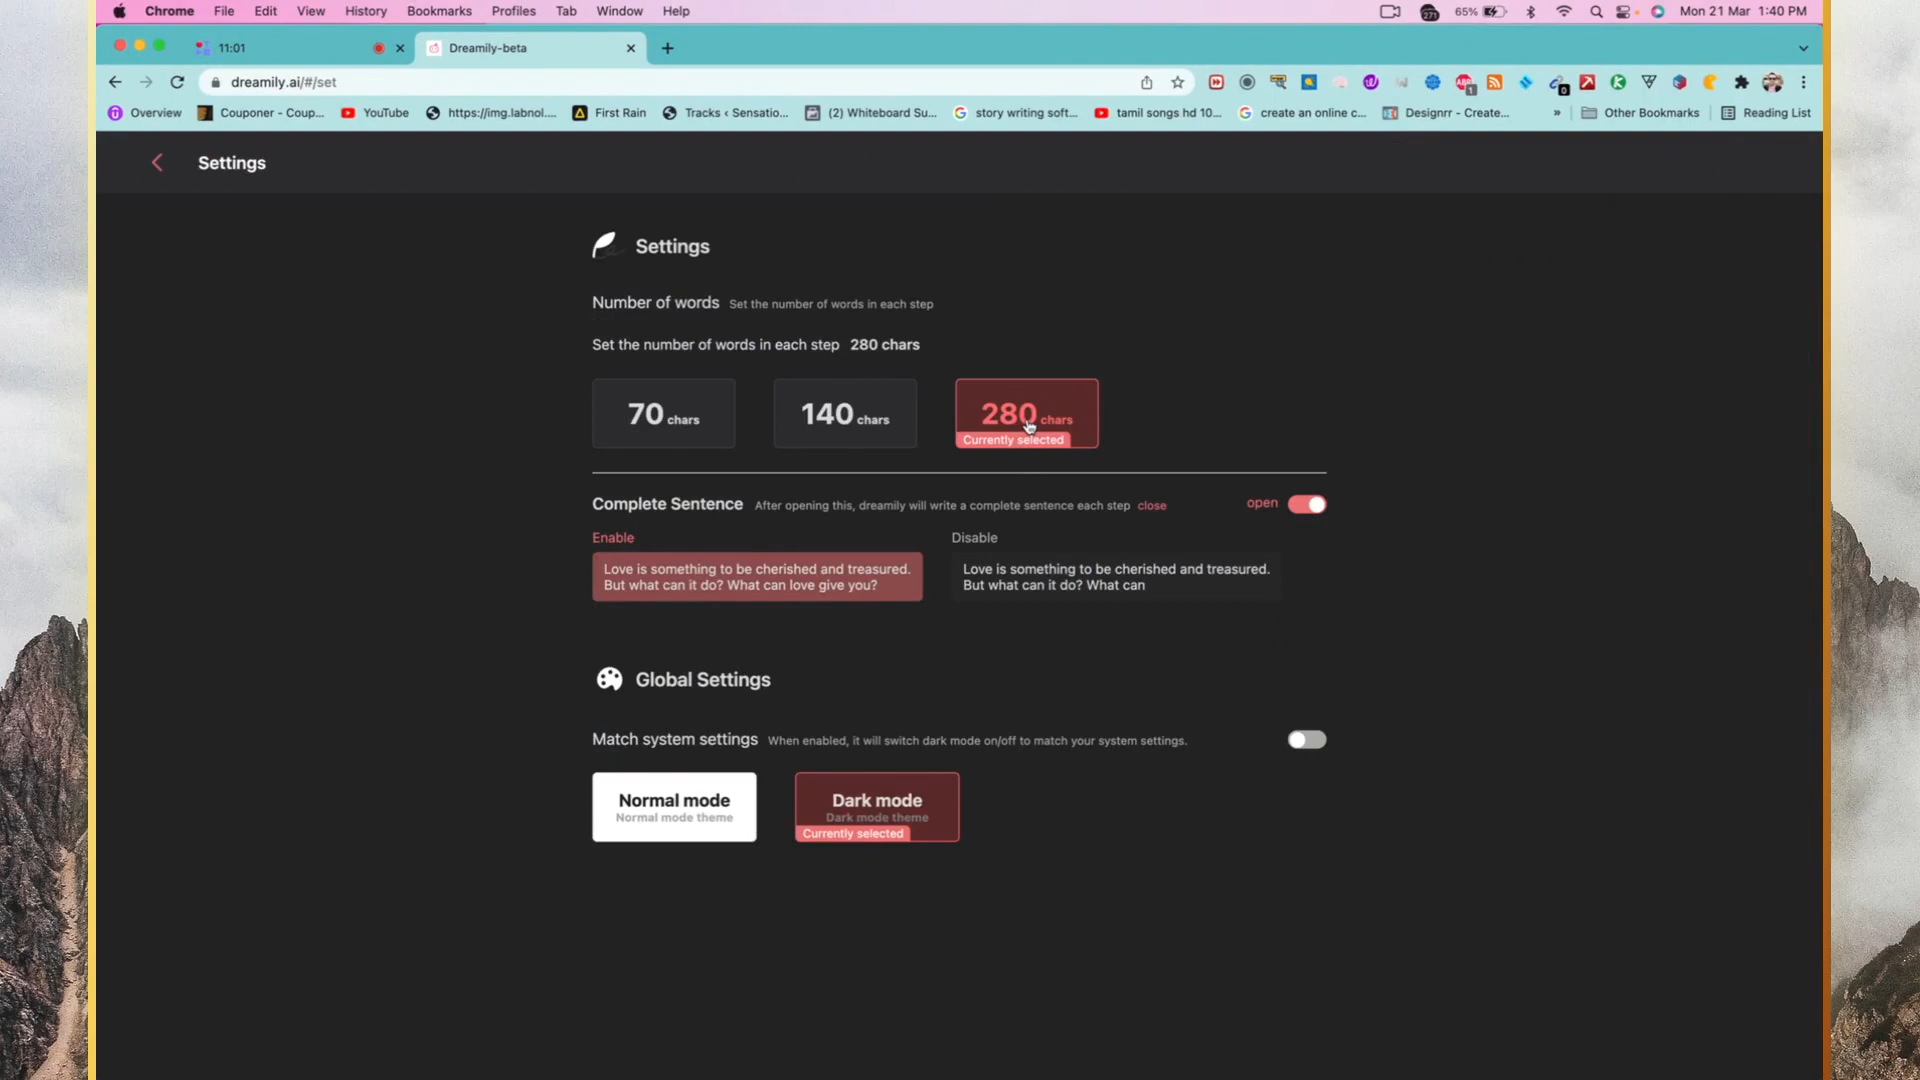 Chrome File Edit View History Bookmarks Profiles Tab Window Help 271 65% Mon 21 Mar 1:40 PM
11:01 Dreamily-beta
dreamily.ai/#/set
Overview Couponer - Coup... YouTube https://img.labnol.... First Rain Tracks ‹ Sensatio... (2) Whiteboard Su... story writing soft... tamil songs hd 10... create an online c... Designrr - Create... » Other Bookmarks Reading List
Settings
Settings
Number of words Set the number of words in each step
Set the number of words in each step 280 chars
70 chars 140 chars 280 chars
Currently selected
Complete Sentence After opening this, dreamily will write a complete sentence each step close open
Enable Disable
Love is something to be cherished and treasured. Love is something to be cherished and treasured.
But what can it do? What can love give you? But what can it do? What can
Global Settings
Match system settings When enabled, it will switch dark mode on/off to match your system settings.
Normal mode Dark mode
Normal mode theme Dark mode theme
Currently selected